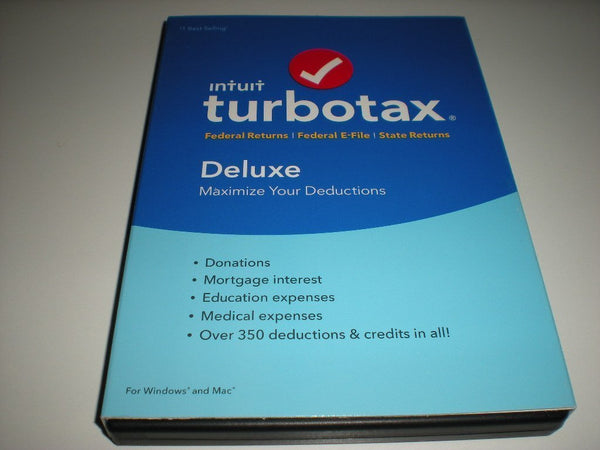 #1 Best Selling
intuit
turbotax®
Federal Returns | Federal E-File | State Returns
Deluxe
Maximize Your Deductions
• Donations
• Mortgage interest
• Education expenses
• Medical expenses
• Over 350 deductions & credits in all!
For Windows® and Mac®